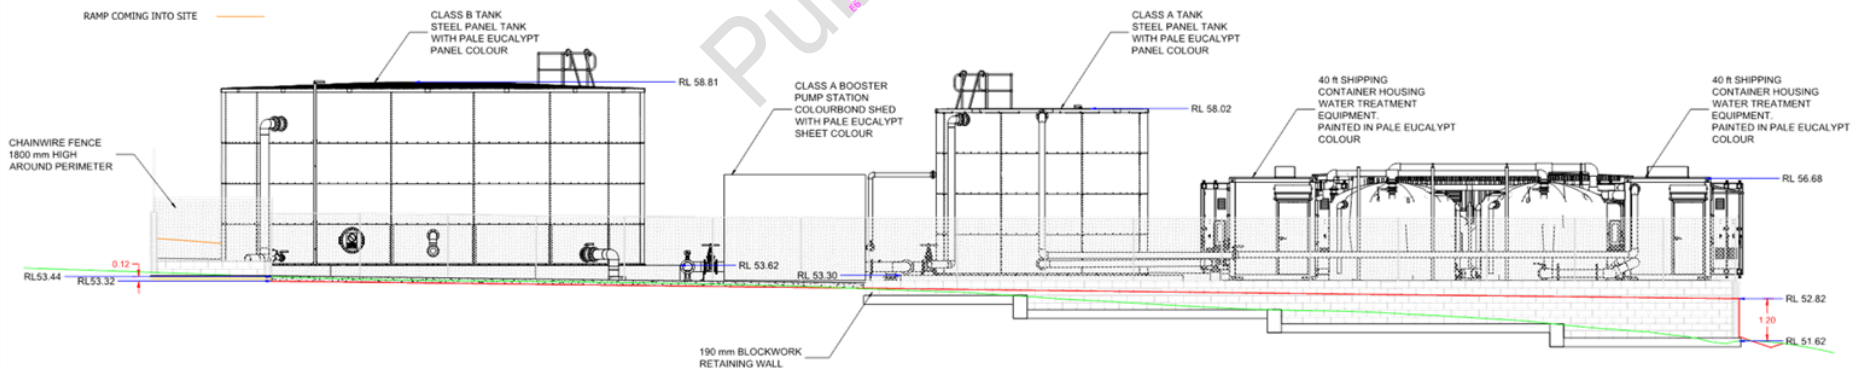 RAMP COMING INTO SITE
CLASS B TANK
STEEL PANEL TANK
WITH PALE EUCALYPT
PANEL COLOUR
E6
Pu
CLASS A TANK
STEEL PANEL TANK
WITH PALE EUCALYPT
PANEL COLOUR
RL 58.81
CLASS A BOOSTER
PUMP STATION
COLOURBOND SHED
WITH PALE EUCALYPT
SHEET COLOUR
RL 58.02
40 ft SHIPPING
CONTAINER HOUSING
WATER TREATMENT
EQUIPMENT.
PAINTED IN PALE EUCALYPT
COLOUR
40 ft SHIPPING
CONTAINER HOUSING
WATER TREATMENT
EQUIPMENT.
PAINTED IN PALE EUCALYPT
COLOUR
CHAINWIRE FENCE
1800 mm HIGH
AROUND PERIMETER
RL 56.68
0.12
RL53.44
RL53.32
RL 53.62
RL 53.30
RL 52.82
1.20
RL 51.62
190 mm BLOCKWORK
RETAINING WALL